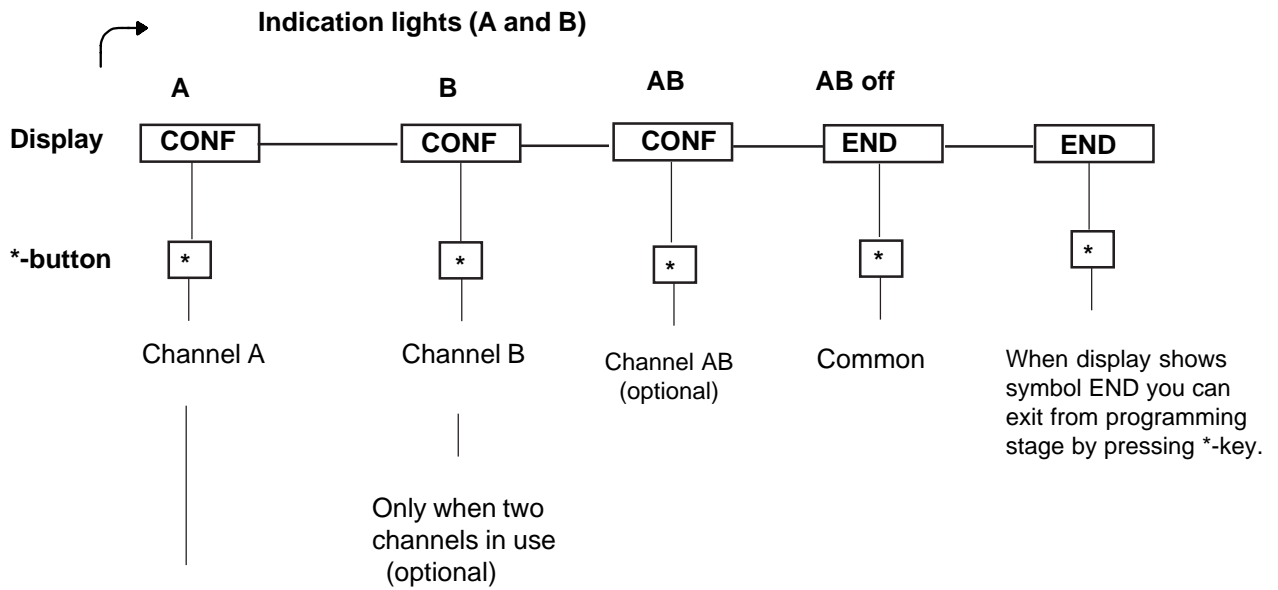 Indication lights (A and B)
A B AB AB off
Display CONF CONF CONF END END
*-button * * * * *
Channel A Channel B Channel AB
(optional) Common
When display shows
symbol END you can
exit from programming
stage by pressing *-key.
Only when two
channels in use
(optional)